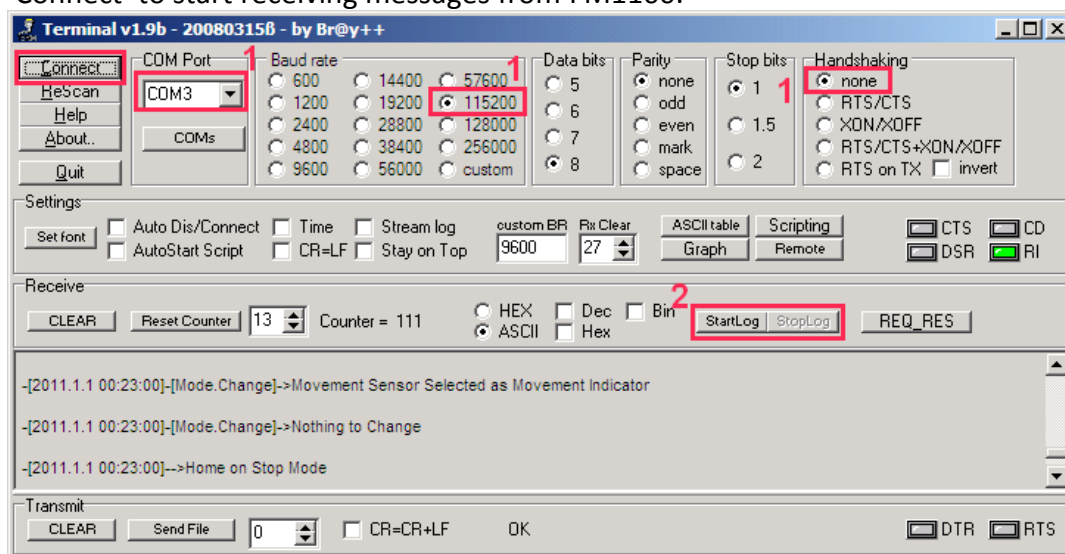 'Connect' to start receiving messages from FM1100.
Terminal v1.9b - 20080315ß - by Br@y++
Connect
ReScan
Help
About..
Quit
COM Port
1
COM3
COMs
Baud rate
1
600 14400 57600
1200 19200 115200
2400 28800 128000
4800 38400 256000
9600 56000 custom
Data bits
5
6
7
8
Parity
none
odd
even
mark
space
Stop bits
1
1
1.5
2
Handshaking
none
RTS/CTS
XON/XOFF
RTS/CTS+XON/XOFF
RTS on TX invert
Settings
Set font
Auto Dis/Connect Time Stream log
AutoStart Script CR=LF Stay on Top
custom BR Rx Clear
9600 27
ASCII table Scripting
Graph Remote
CTS CD
DSR RI
Receive
CLEAR Reset Counter 13 Counter = 111
HEX Dec Bin
ASCII Hex
2
StartLog StopLog REQ_RES
-[2011.1.1 00:23:00]-[Mode.Change]->Movement Sensor Selected as Movement Indicator
-[2011.1.1 00:23:00]-[Mode.Change]->Nothing to Change
-[2011.1.1 00:23:00]-->Home on Stop Mode
Transmit
CLEAR Send File 0 CR=CR+LF OK DTR RTS